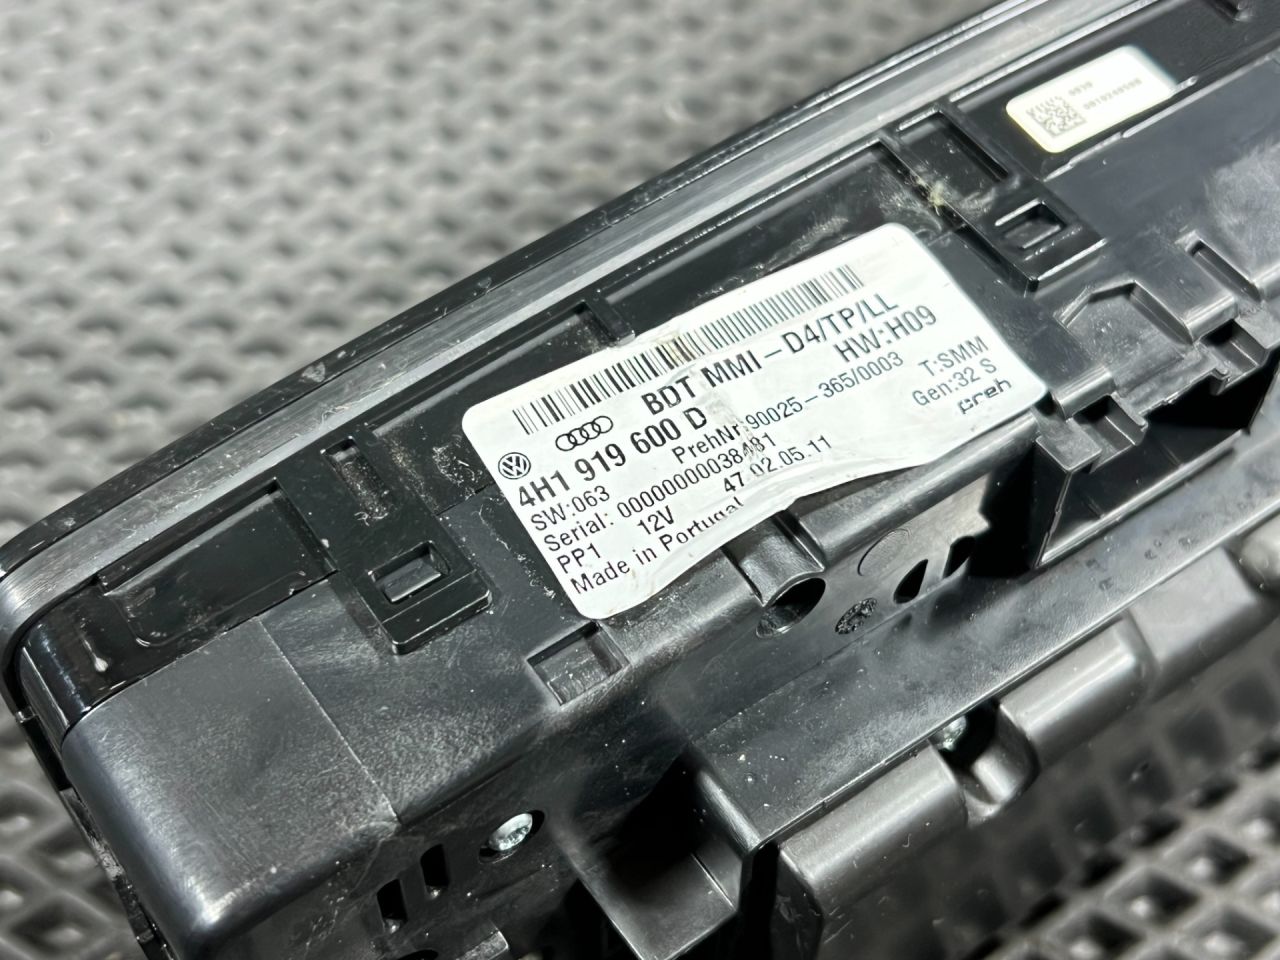 BDT MMI-D4/TP/LL
4H1 919 600 D HW:H09
SW:063 PrehNr:90025-365/0003 T:SMM
Serial: 00000000038481 Gen:32 S
PP1 12V 47 02.05.11 preh
Made in Portugal